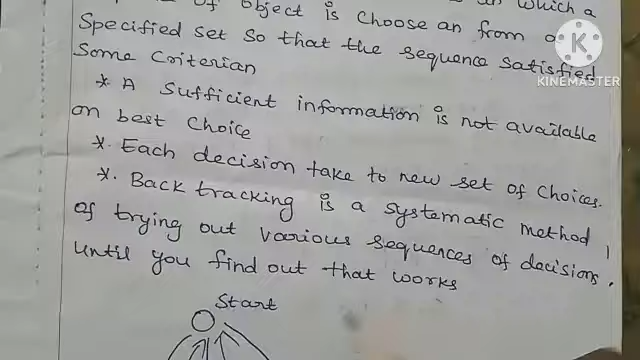 of object is choose an from a
Specified set so that the sequence satisfied
Some Criterian
*. A Sufficient information is not available
on best choice
*. Each decision take to new set of choices.
*. Back tracking is a systematic method,
of trying out various sequences of decisions.
until you find out that works
Start
KINEMASTER